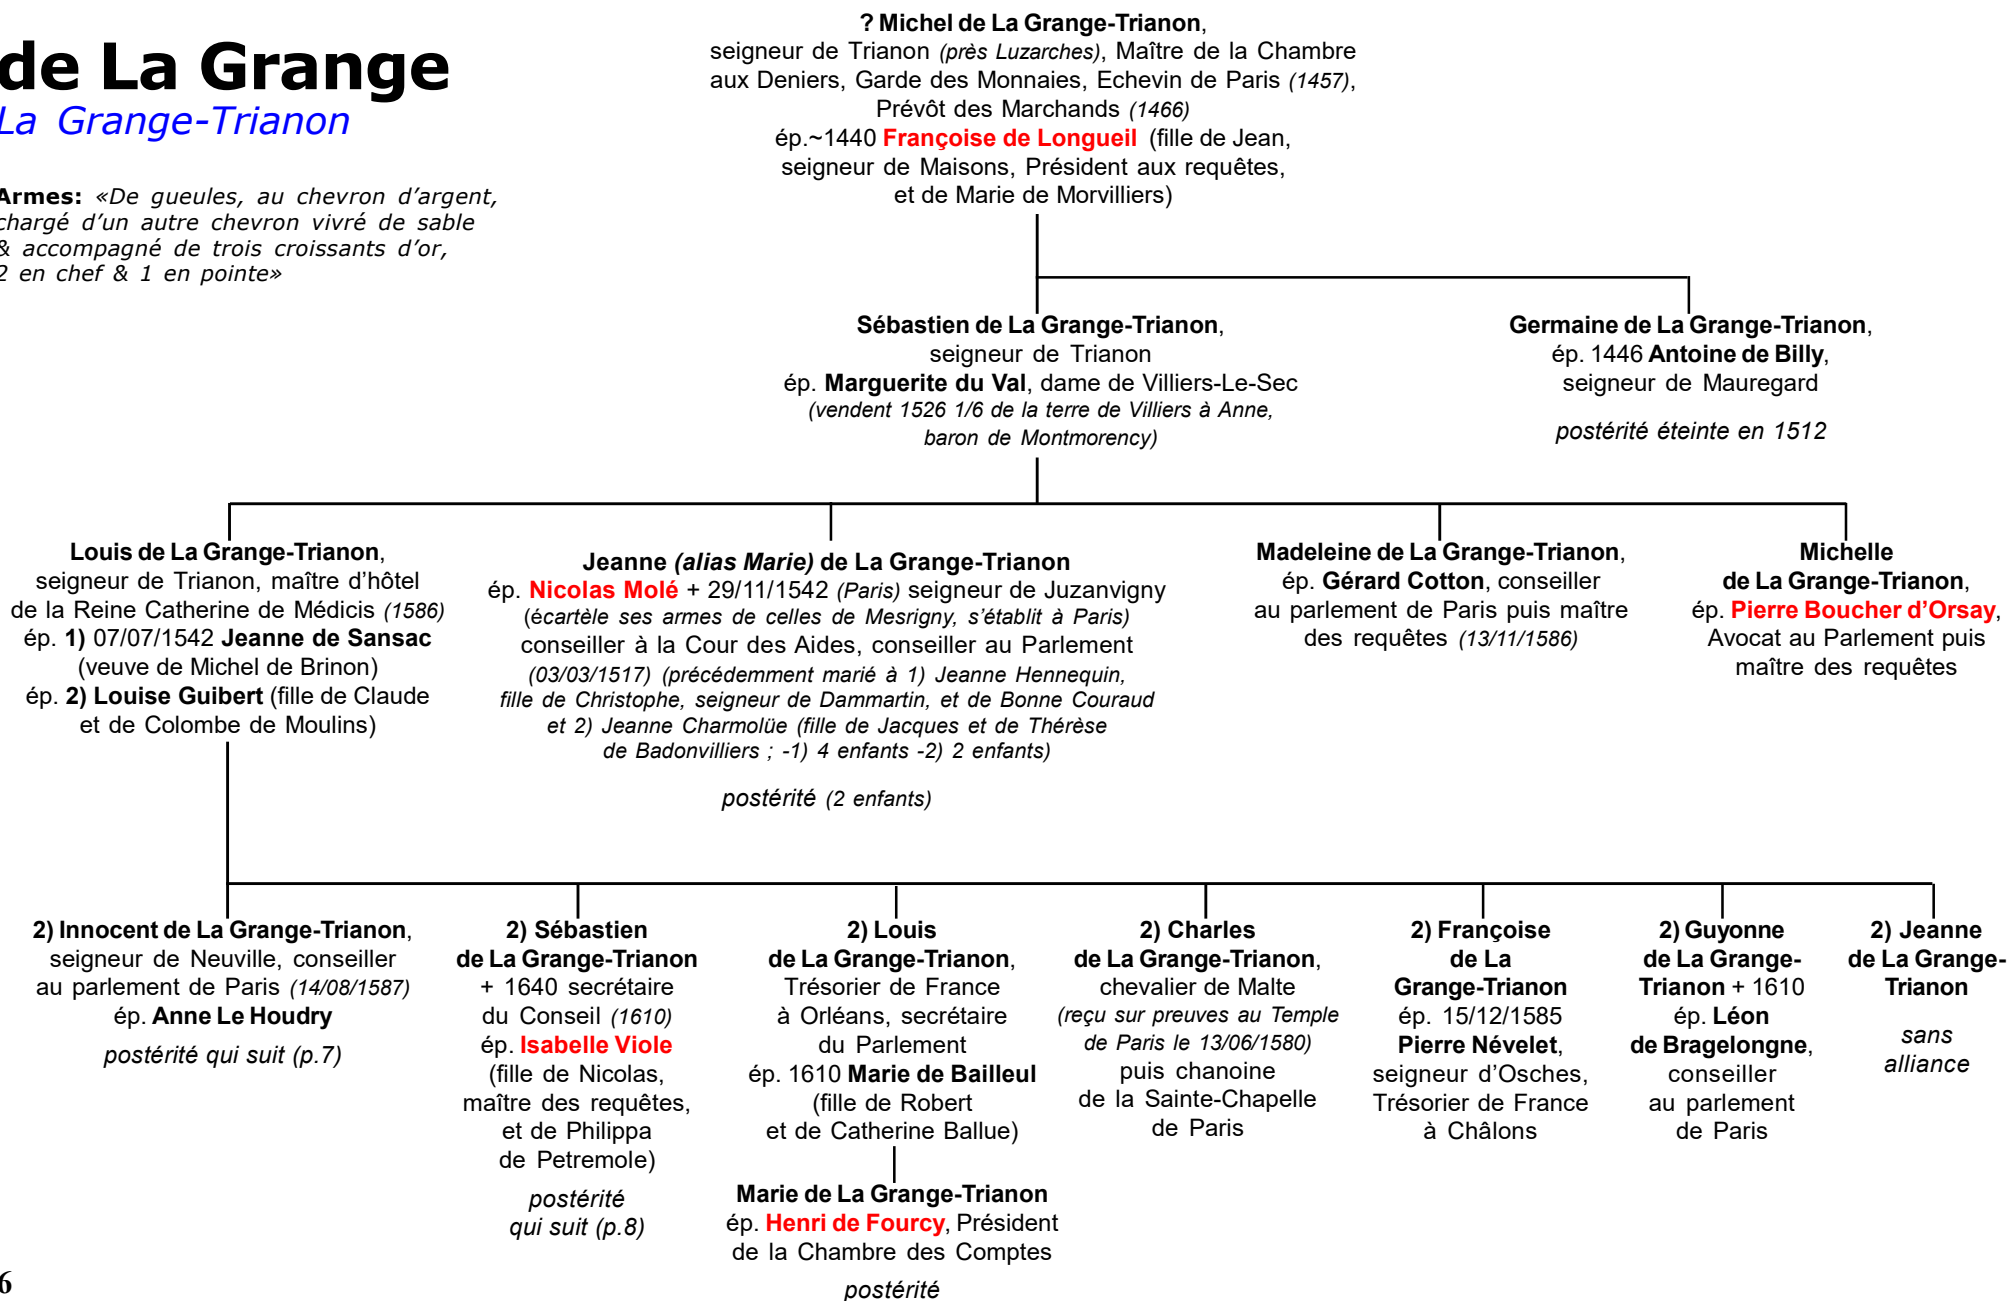 de La Grange
La Grange-Trianon
Armes: «De gueules, au chevron d’argent,
chargé d’un autre chevron vivré de sable
& accompagné de trois croissants d’or,
2 en chef & 1 en pointe»
? Michel de La Grange-Trianon,
seigneur de Trianon (près Luzarches), Maître de la Chambre
aux Deniers, Garde des Monnaies, Echevin de Paris (1457),
Prévôt des Marchands (1466)
ép.~1440 Françoise de Longueil (fille de Jean,
seigneur de Maisons, Président aux requêtes,
et de Marie de Morvilliers)
Sébastien de La Grange-Trianon,
seigneur de Trianon
ép. Marguerite du Val, dame de Villiers-Le-Sec
(vendent 1526 1/6 de la terre de Villiers à Anne,
baron de Montmorency)
Germaine de La Grange-Trianon,
ép. 1446 Antoine de Billy,
seigneur de Mauregard
postérité éteinte en 1512
Louis de La Grange-Trianon,
seigneur de Trianon, maître d’hôtel
de la Reine Catherine de Médicis (1586)
ép. 1) 07/07/1542 Jeanne de Sansac
(veuve de Michel de Brinon)
ép. 2) Louise Guibert (fille de Claude
et de Colombe de Moulins)
Jeanne (alias Marie) de La Grange-Trianon
ép. Nicolas Molé + 29/11/1542 (Paris) seigneur de Juzanvigny
(écartèle ses armes de celles de Mesrigny, s’établit à Paris)
conseiller à la Cour des Aides, conseiller au Parlement
(03/03/1517) (précédemment marié à 1) Jeanne Hennequin,
fille de Christophe, seigneur de Dammartin, et de Bonne Couraud
et 2) Jeanne Charmolüe (fille de Jacques et de Thérèse
de Badonvilliers ; -1) 4 enfants -2) 2 enfants)
postérité (2 enfants)
Madeleine de La Grange-Trianon,
ép. Gérard Cotton, conseiller
au parlement de Paris puis maître
des requêtes (13/11/1586)
Michelle
de La Grange-Trianon,
ép. Pierre Boucher d’Orsay,
Avocat au Parlement puis
maître des requêtes
2) Innocent de La Grange-Trianon,
seigneur de Neuville, conseiller
au parlement de Paris (14/08/1587)
ép. Anne Le Houdry
postérité qui suit (p.7)
2) Sébastien
de La Grange-Trianon
+ 1640 secrétaire
du Conseil (1610)
ép. Isabelle Viole
(fille de Nicolas,
maître des requêtes,
et de Philippa
de Petremole)
postérité
qui suit (p.8)
2) Louis
de La Grange-Trianon,
Trésorier de France
à Orléans, secrétaire
du Parlement
ép. 1610 Marie de Bailleul
(fille de Robert
et de Catherine Ballue)
Marie de La Grange-Trianon
ép. Henri de Fourcy, Président
de la Chambre des Comptes
postérité
2) Charles
de La Grange-Trianon,
chevalier de Malte
(reçu sur preuves au Temple
de Paris le 13/06/1580)
puis chanoine
de la Sainte-Chapelle
de Paris
2) Françoise
de La
Grange-Trianon
ép. 15/12/1585
Pierre Névelet,
seigneur d’Osches,
Trésorier de France
à Châlons
2) Guyonne
de La Grange-
Trianon + 1610
ép. Léon
de Bragelongne,
conseiller
au parlement
de Paris
2) Jeanne
de La Grange-
Trianon
sans
alliance
6